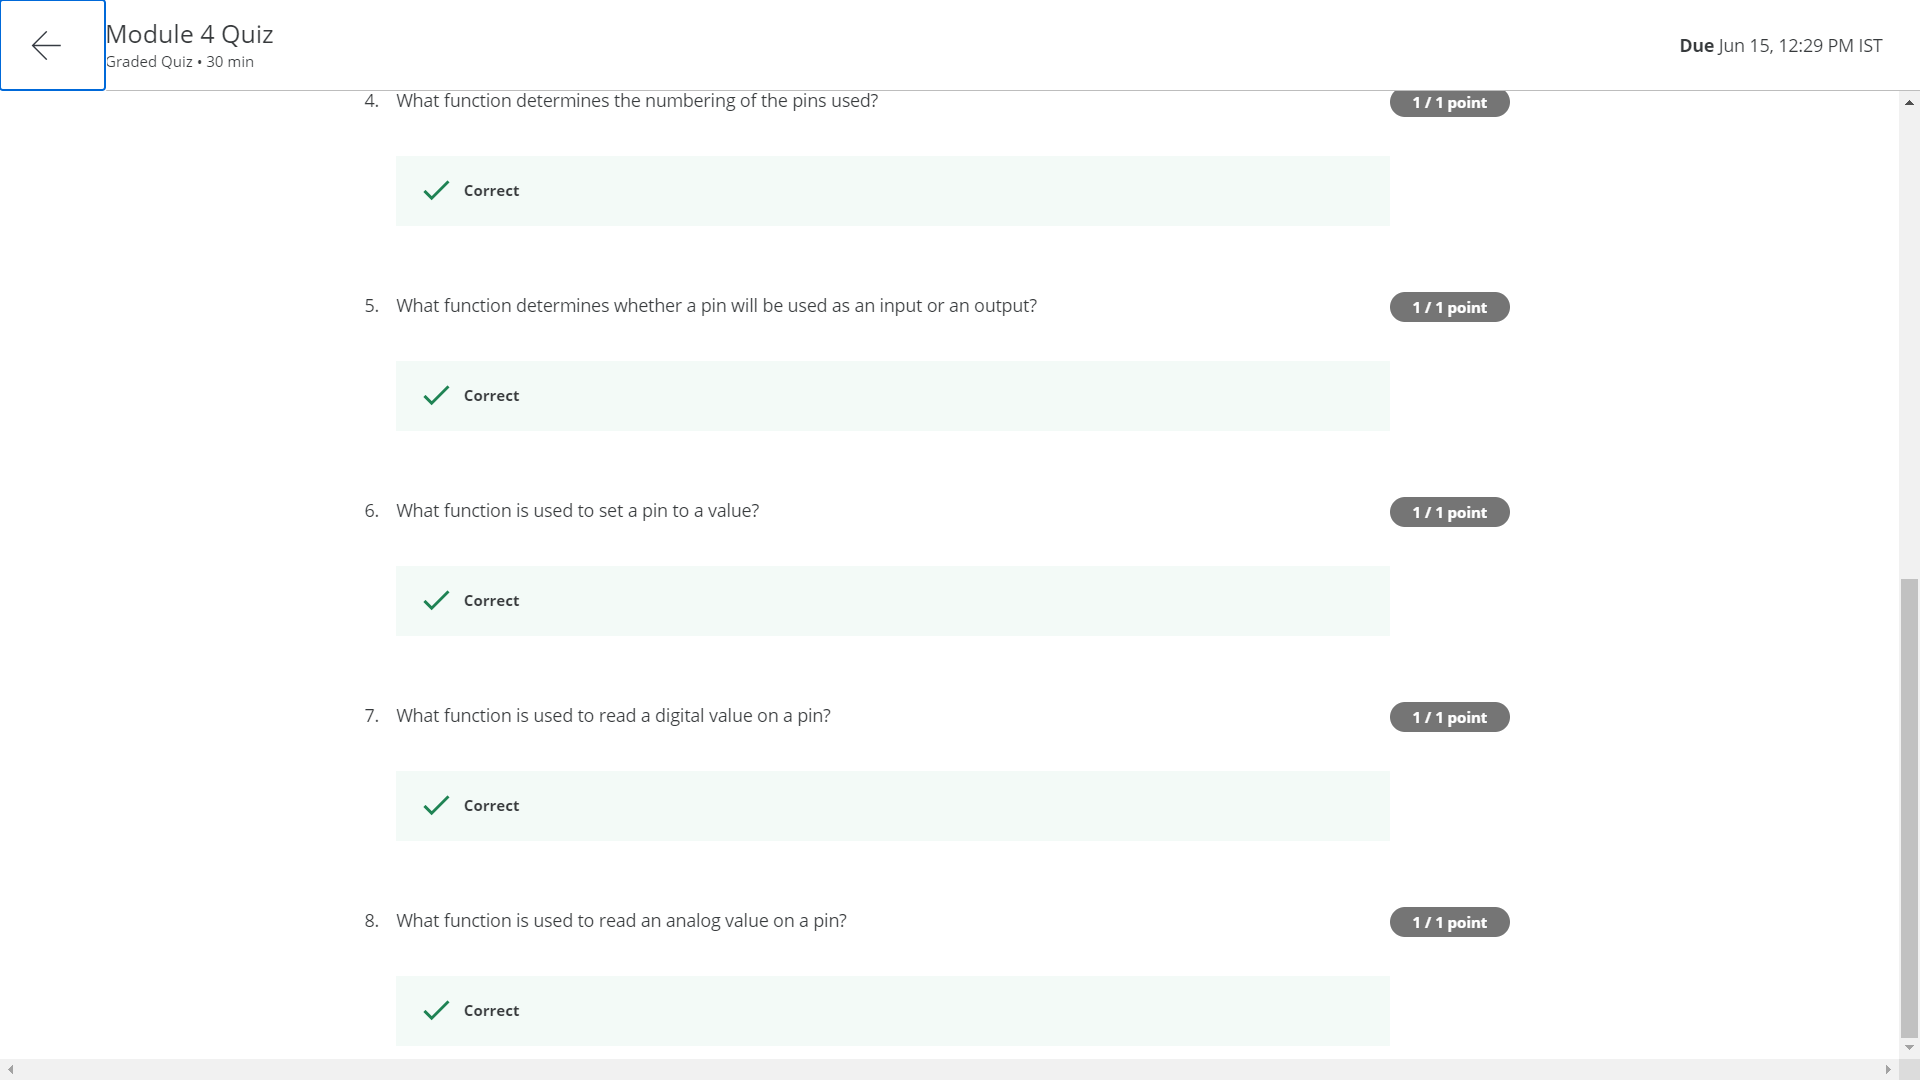 Module 4 Quiz
Graded Quiz • 30 min
Due Jun 15, 12:29 PM IST
4. What function determines the numbering of the pins used?
1 / 1 point
Correct
5. What function determines whether a pin will be used as an input or an output?
1 / 1 point
Correct
6. What function is used to set a pin to a value?
1 / 1 point
Correct
7. What function is used to read a digital value on a pin?
1 / 1 point
Correct
8. What function is used to read an analog value on a pin?
1 / 1 point
Correct